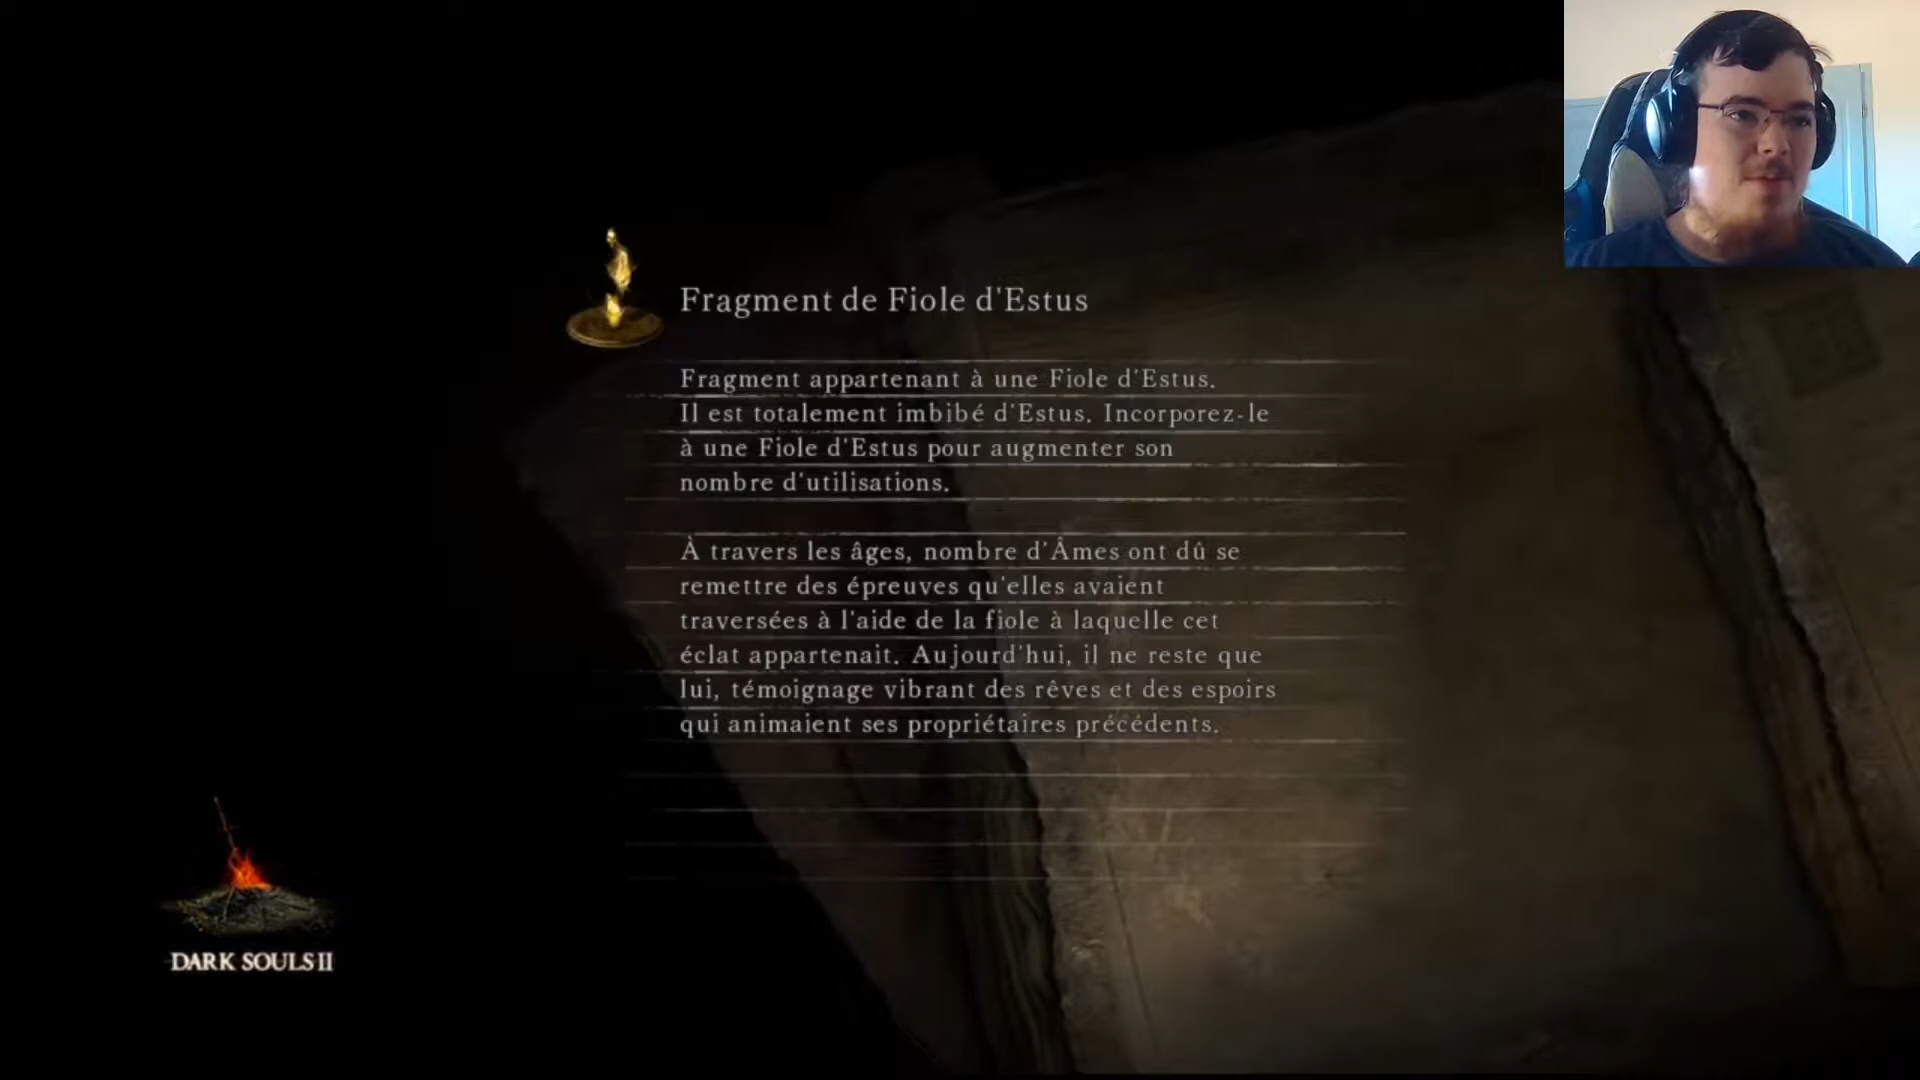 Fragment de Fiole d'Estus
Fragment appartenant à une Fiole d'Estus.
Il est totalement imbibé d'Estus. Incorporez-le
à une Fiole d'Estus pour augmenter son
nombre d'utilisations.
À travers les âges, nombre d'Âmes ont dû se
remettre des épreuves qu'elles avaient
traversées à l'aide de la fiole à laquelle cet
éclat appartenait. Aujourd'hui, il ne reste que
lui, témoignage vibrant des rêves et des espoirs
qui animaient ses propriétaires précédents.
DARK SOULS II